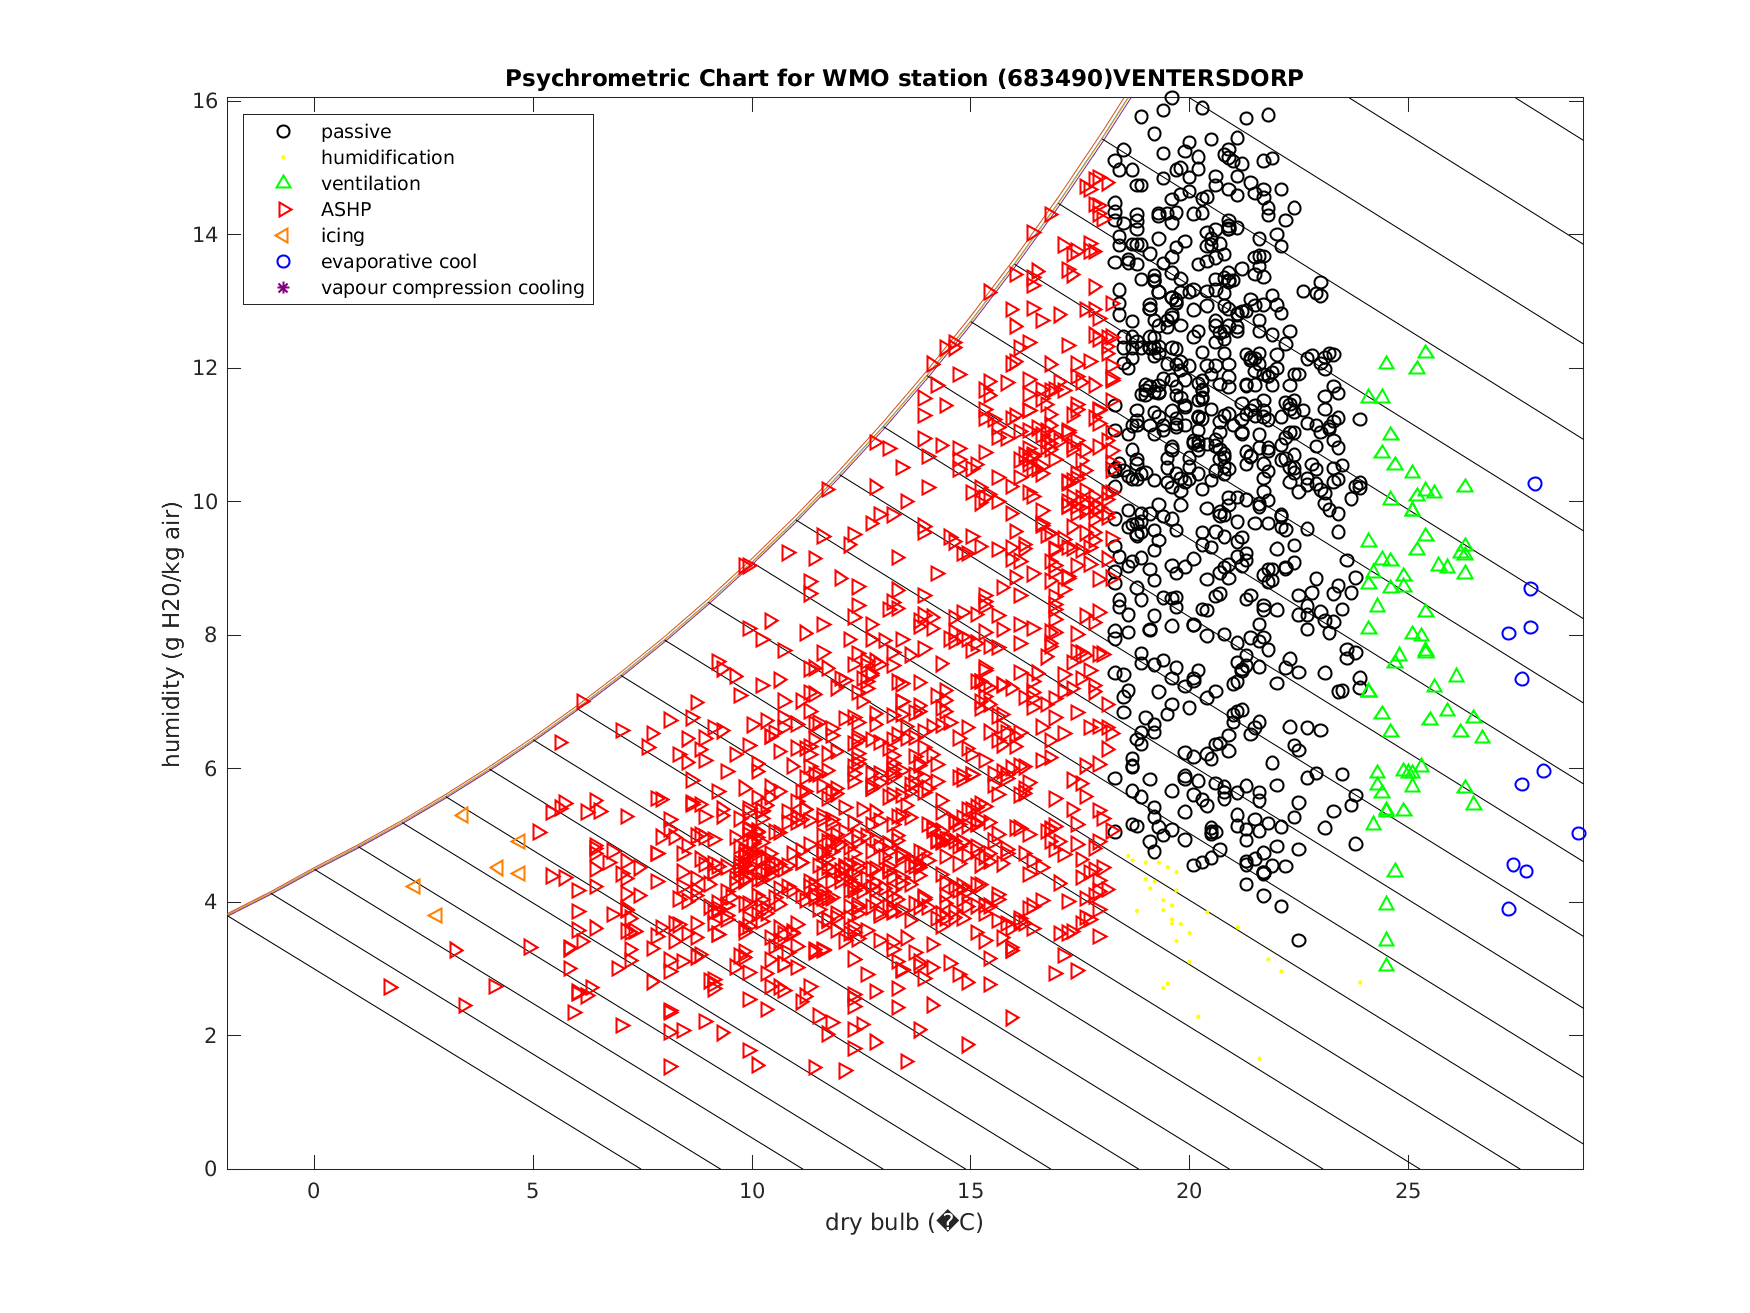 Psychrometric Chart for WMO station (683490)VENTERSDORP
16
14
12
10
8
6
4
2
0
humidity (g H20/kg air)
passive
humidification
ventilation
ASHP
icing
evaporative cool
vapour compression cooling
0 5 10 15 20 25
dry bulb (�C)